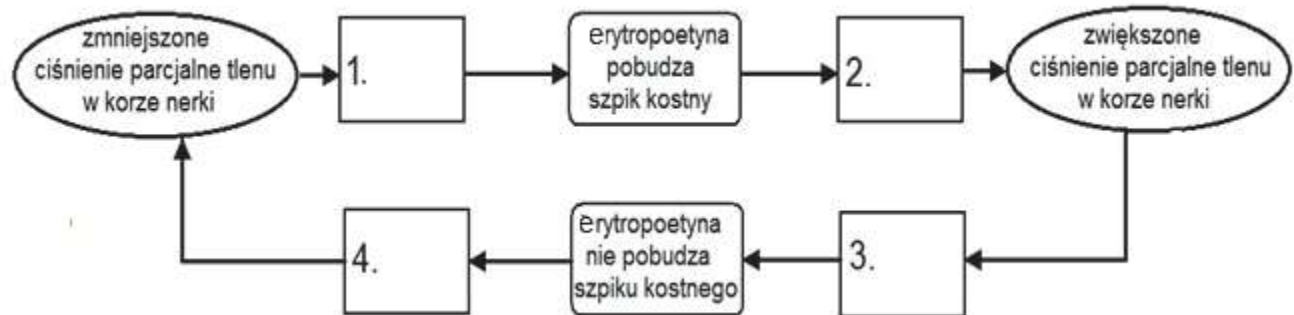 zmniejszone
ciśnienie parcjalne tlenu
w korze nerki
1.
erytropoetyna
pobudza
szpik kostny
2.
zwiększone
ciśnienie parcjalne tlenu
w korze nerki
4.
erytropoetyna
nie pobudza
szpiku kostnego
3.